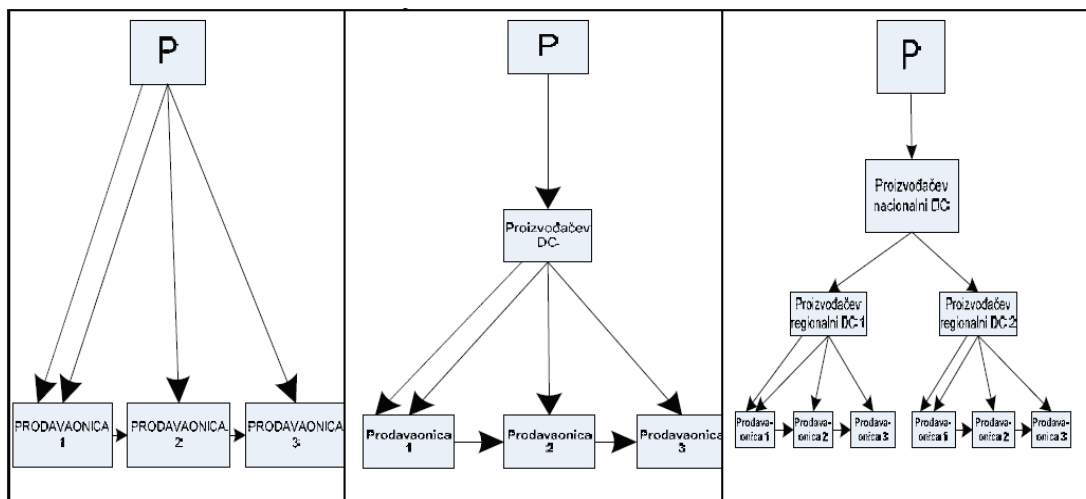 P
PRODAVAONICA
1
PRODAVAONICA
2
PRODAVAONICA
3
P
Proizvođačev
DC-
Prodavaonica
1
Prodavaonica
2
Prodavaonica
3
P
Proizvođačev
nacionalni DC
Proizvođačev
regionalni DC 1
Proizvođačev
regionalni DC 2
Prodava-
onica 1
Prodava-
onica 2
Prodava-
onica 3
Prodava-
onica 1
Prodava-
onica 2
Prodava-
onica 3